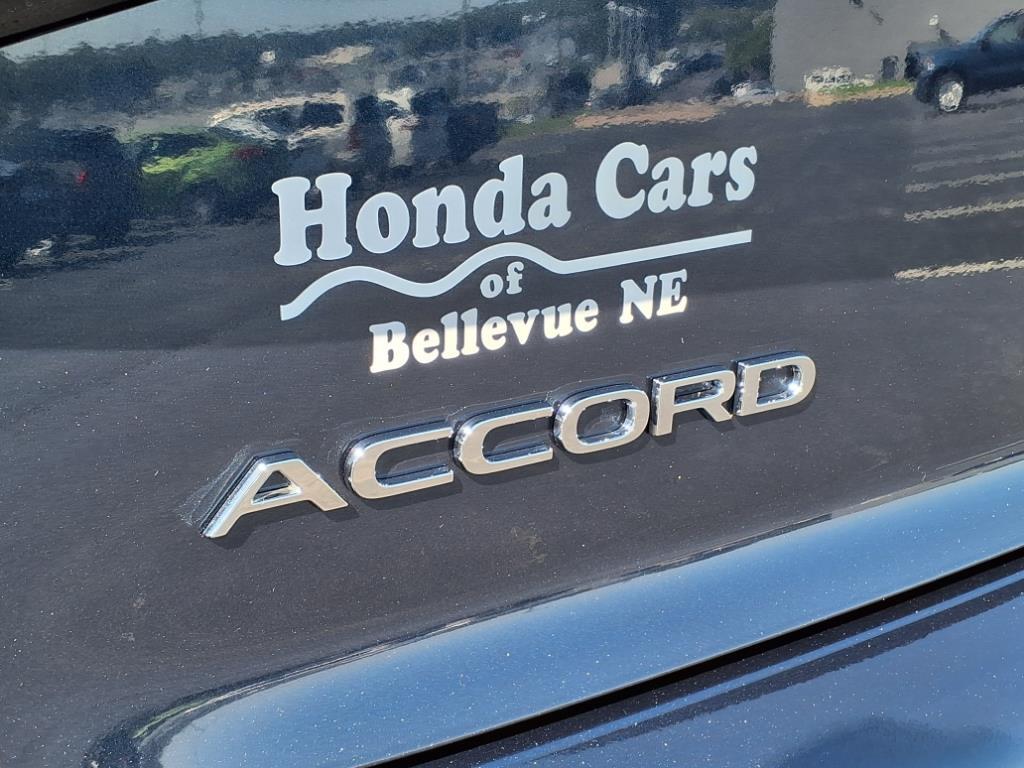 Honda Cars
of
Bellevue NE
ACCORD